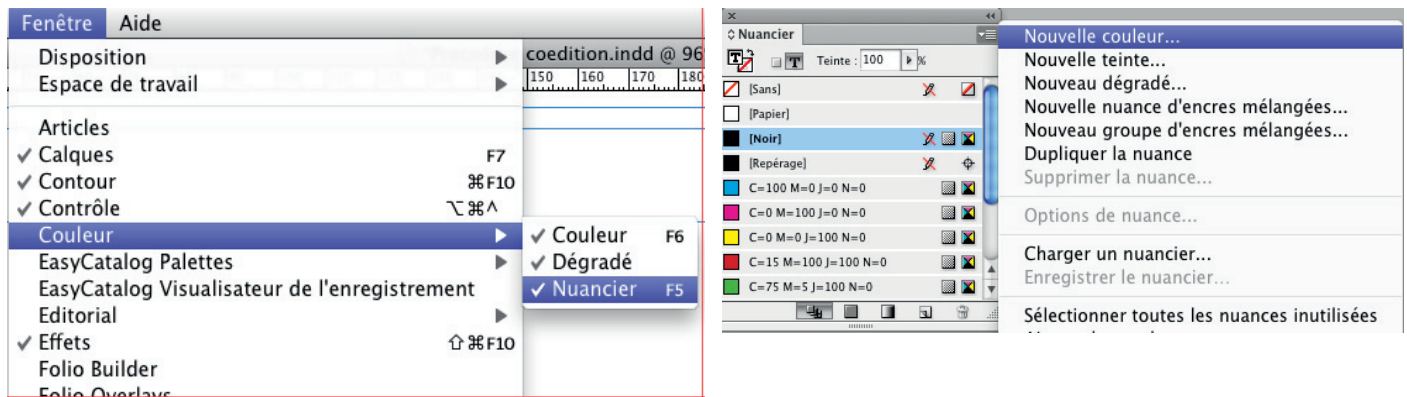 Fenêtre Aide
Disposition
Espace de travail
Articles
Calques F7
Contour ⌘F10
Contrôle ⌥⌘^
Couleur
EasyCatalog Palettes
EasyCatalog Visualisateur de l'enregistrement
Editorial
Effets ⇧⌘F10
Folio Builder
Folio Overlays
coedition.indd @ 96
150 160 170 180
Couleur F6
Dégradé
Nuancier F5
Nuancier
T T Teinte : 100 %
[Sans]
[Papier]
[Noir]
[Repérage]
C=100 M=0 J=0 N=0
C=0 M=100 J=0 N=0
C=0 M=0 J=100 N=0
C=15 M=100 J=100 N=0
C=75 M=5 J=100 N=0
Nouvelle couleur...
Nouvelle teinte...
Nouveau dégradé...
Nouvelle nuance d'encres mélangées...
Nouveau groupe d'encres mélangées...
Dupliquer la nuance
Supprimer la nuance...
Options de nuance...
Charger un nuancier...
Enregistrer le nuancier...
Sélectionner toutes les nuances inutilisées